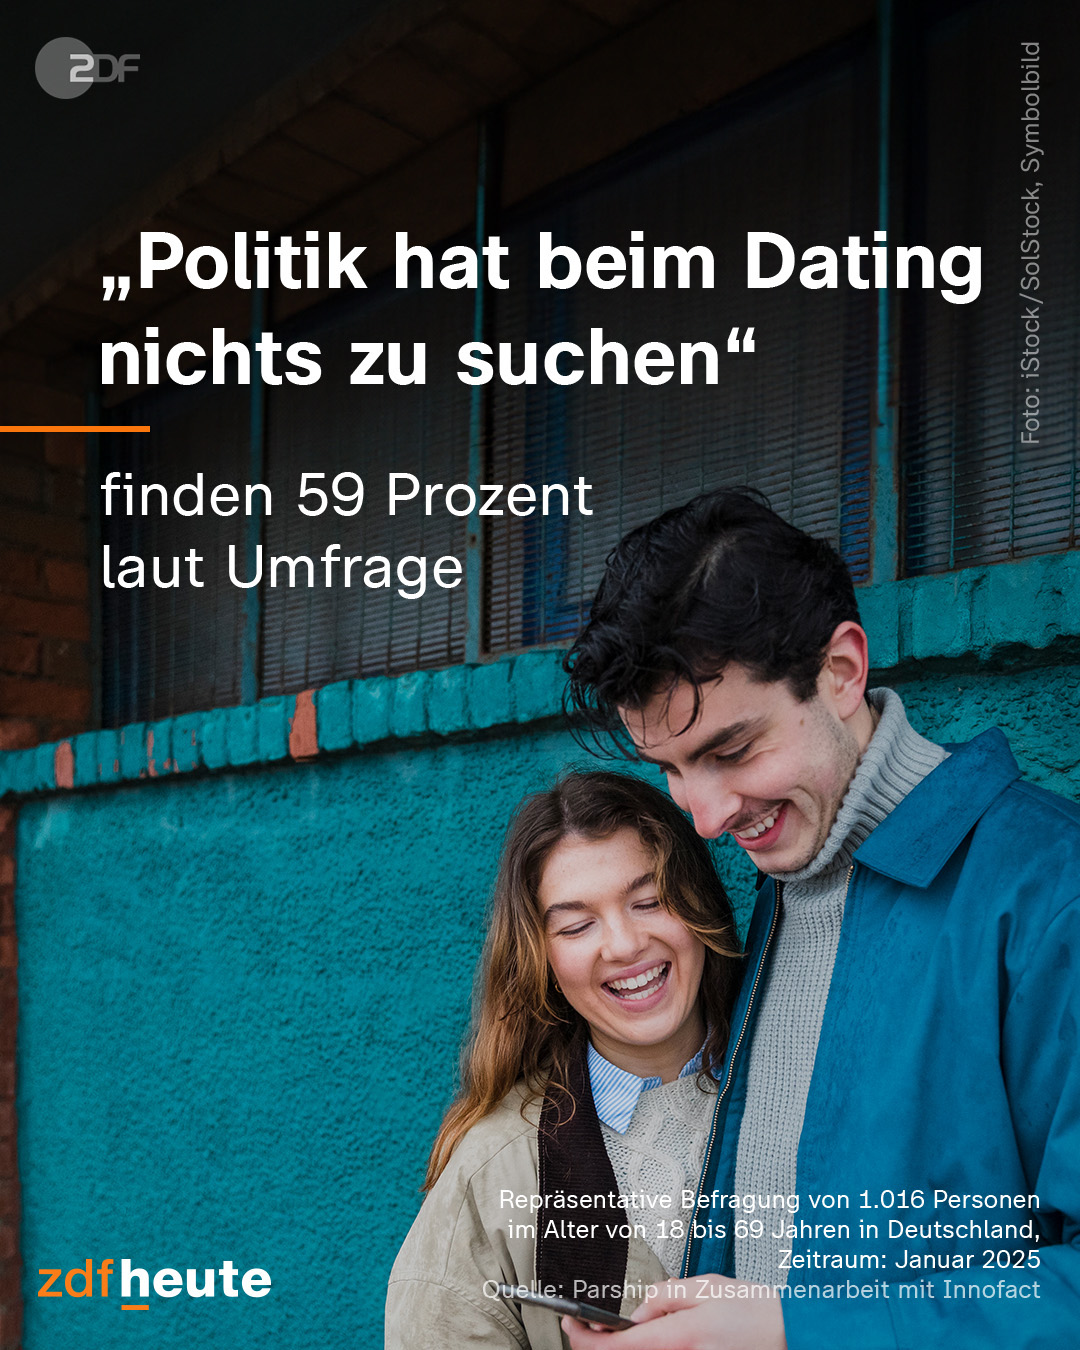 ZDF
Foto: iStock/SolStock, Symbolbild
„Politik hat beim Dating
nichts zu suchen“
finden 59 Prozent
laut Umfrage
Repräsentative Befragung von 1.016 Personen
im Alter von 18 bis 69 Jahren in Deutschland,
Zeitraum: Januar 2025
Quelle: Parship in Zusammenarbeit mit Innofact
zdfheute